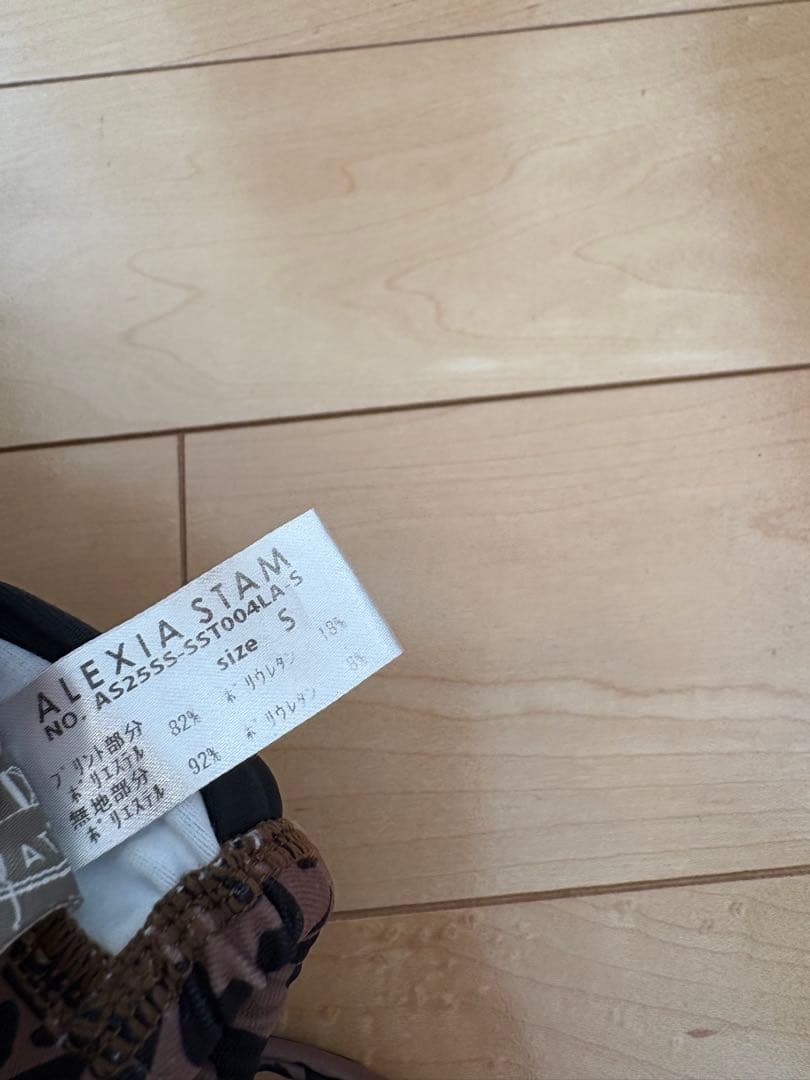 ALEXIA STAM
NO. AS25SS-SST004LA-S
size S
プリント部分
ポリエステル 82% ポリウレタン 18%
無地部分
ポリエステル 92% ポリウレタン 8%
AT